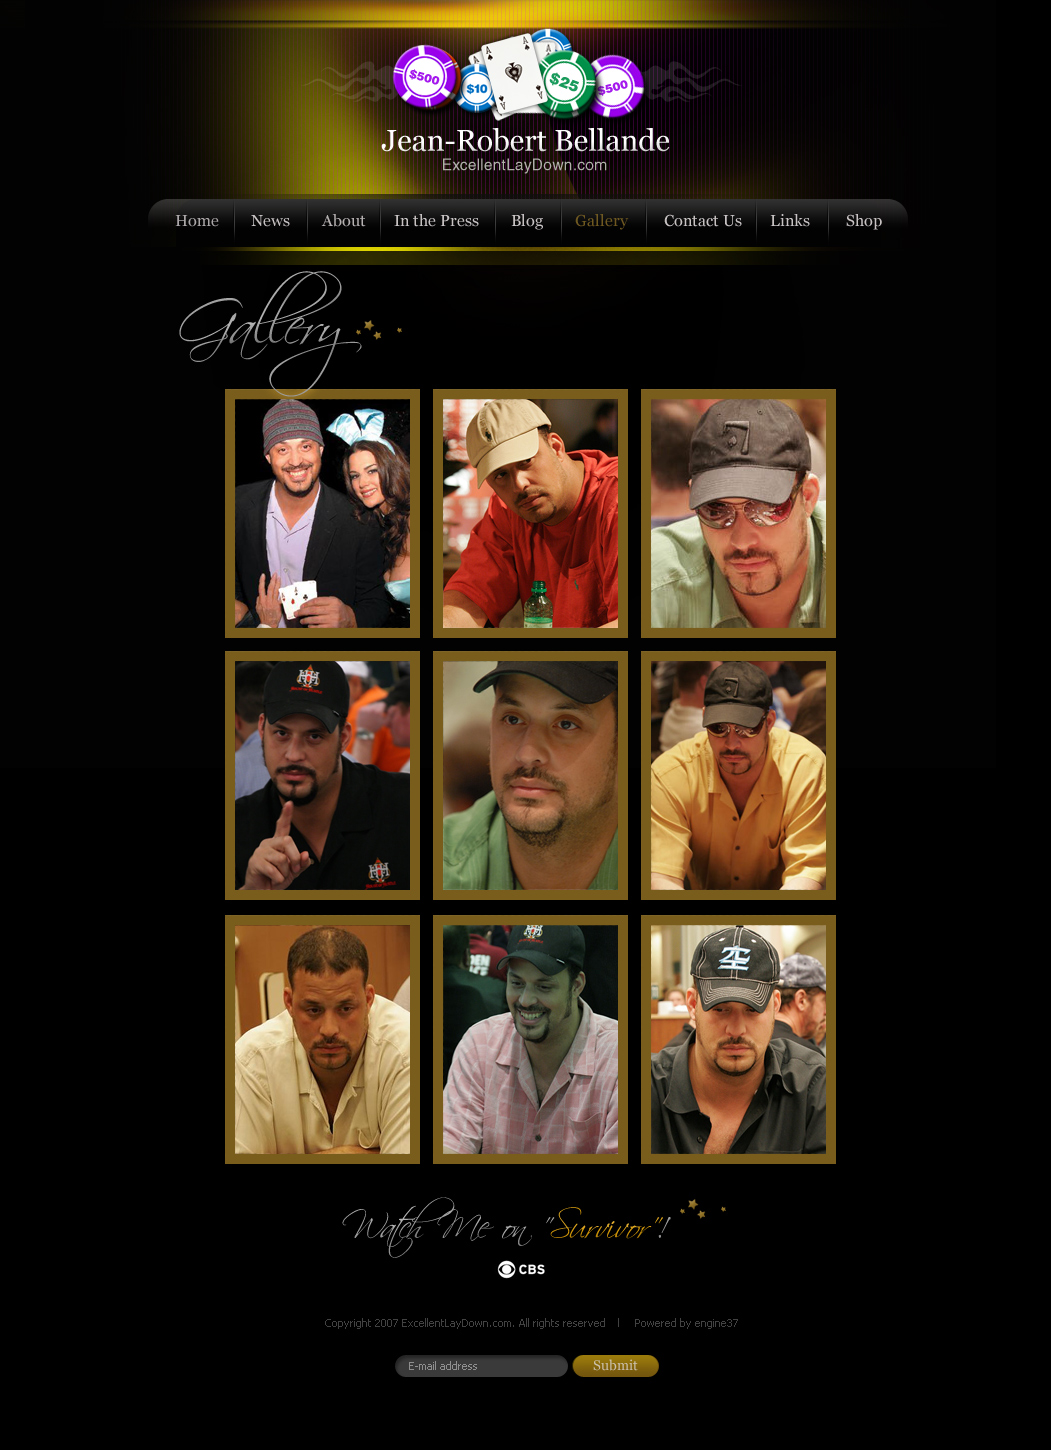 $500
$10
A
A
$25
$500
Jean-Robert Bellande
ExcellentLayDown.com
Home News About In the Press Blog Gallery Contact Us Links Shop
Gallery
Watch Me on "Survivor"!
CBS
Copyright 2007 ExcellentLayDown.com. All rights reserved | Powered by engine37
E-mail address Submit